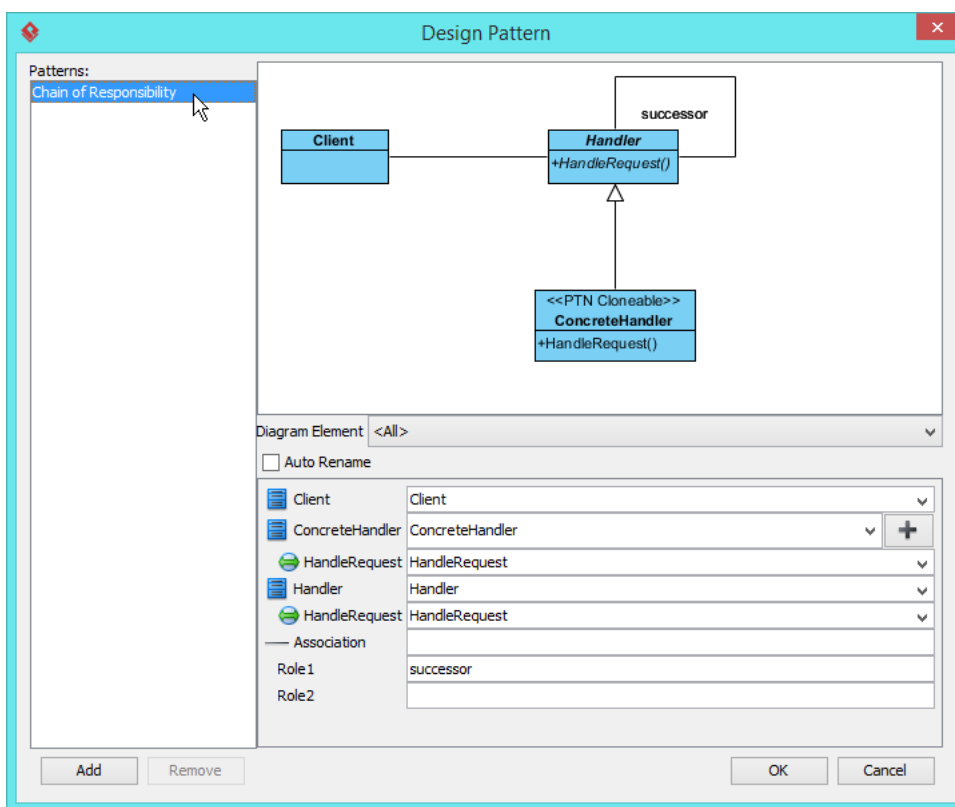 Design Pattern
Patterns:
Chain of Responsibility
successor
Client
Handler
+HandleRequest()
<<PTN Cloneable>>
ConcreteHandler
+HandleRequest()
Diagram Element <All>
Auto Rename
Client Client
ConcreteHandler ConcreteHandler
HandleRequest HandleRequest
Handler Handler
HandleRequest HandleRequest
Association
Role1 successor
Role2
Add Remove OK Cancel